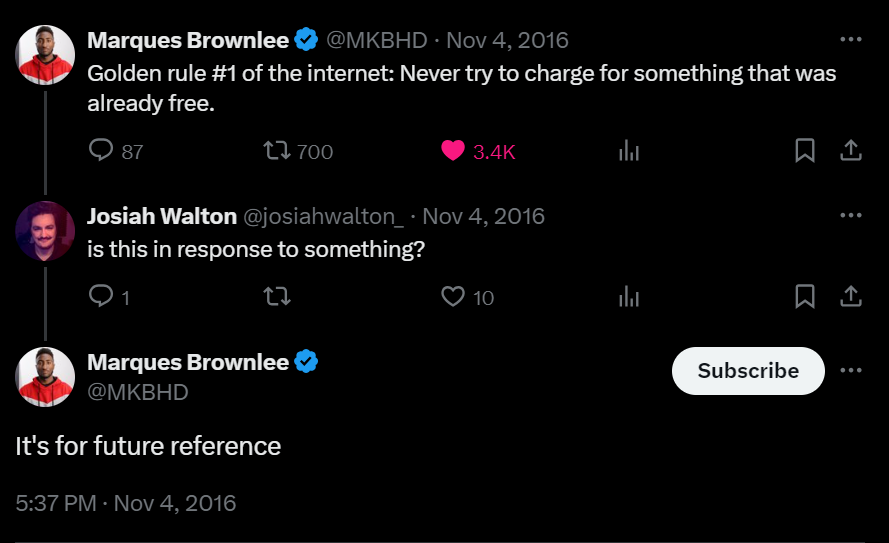 Marques Brownlee @MKBHD · Nov 4, 2016
Golden rule #1 of the internet: Never try to charge for something that was
already free.
87 700 3.4K
Josiah Walton @josiahwalton_ · Nov 4, 2016
is this in response to something?
1 10
Marques Brownlee
@MKBHD
Subscribe
It's for future reference
5:37 PM · Nov 4, 2016